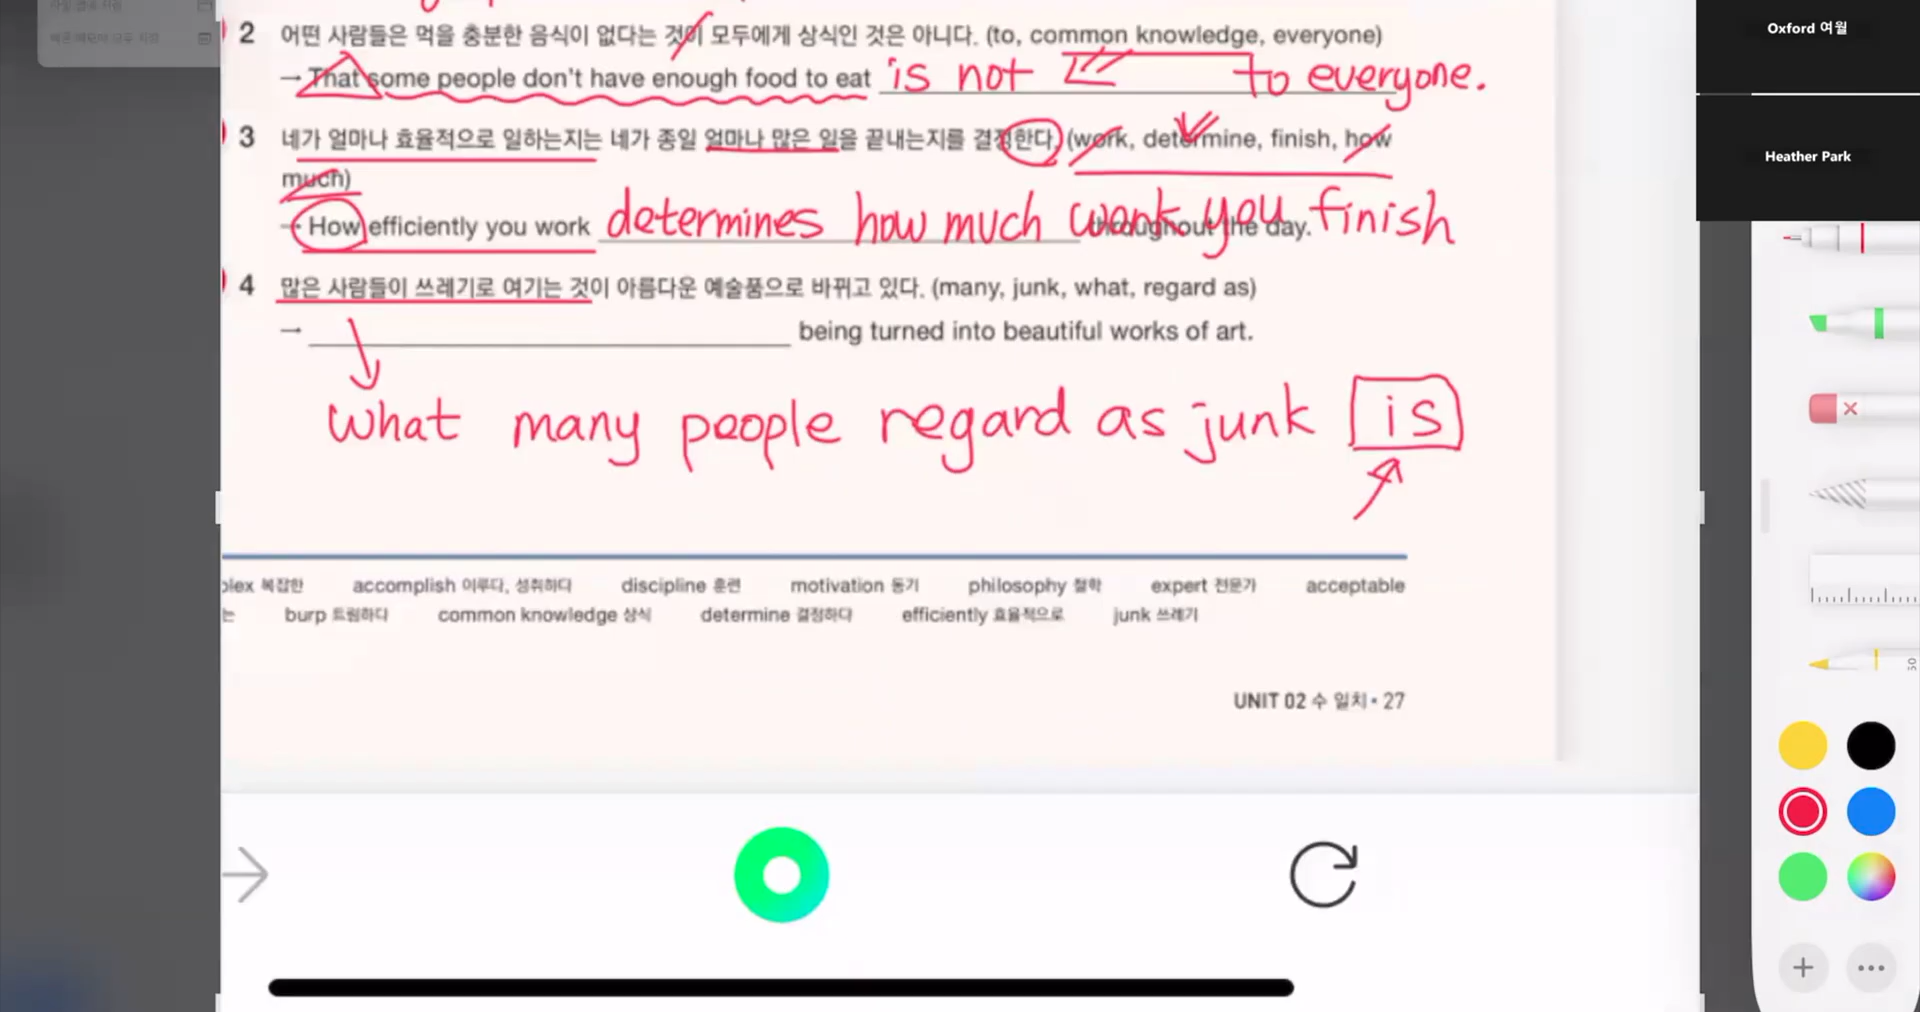 2 어떤 사람들은 먹을 충분한 음식이 없다는 것이 모두에게 상식인 것은 아니다. (to, common knowledge, everyone)
→ That some people don't have enough food to eat is not to everyone.
3 네가 얼마나 효율적으로 일하는지는 네가 종일 얼마나 많은 일을 끝내는지를 결정한다. (work, determine, finish, how
much)
→ How efficiently you work determines how much work you finish throughout the day.
4 많은 사람들이 쓰레기로 여기는 것이 아름다운 예술품으로 바뀌고 있다. (many, junk, what, regard as)
→ being turned into beautiful works of art.
what many people regard as junk is
plex 복잡한 accomplish 이루다, 성취하다 discipline 훈련 motivation 동기 philosophy 철학 expert 전문가 acceptable
는 burp 트림하다 common knowledge 상식 determine 결정하다 efficiently 효율적으로 junk 쓰레기
UNIT 02 수 일치 • 27
Oxford 여월
Heather Park
50